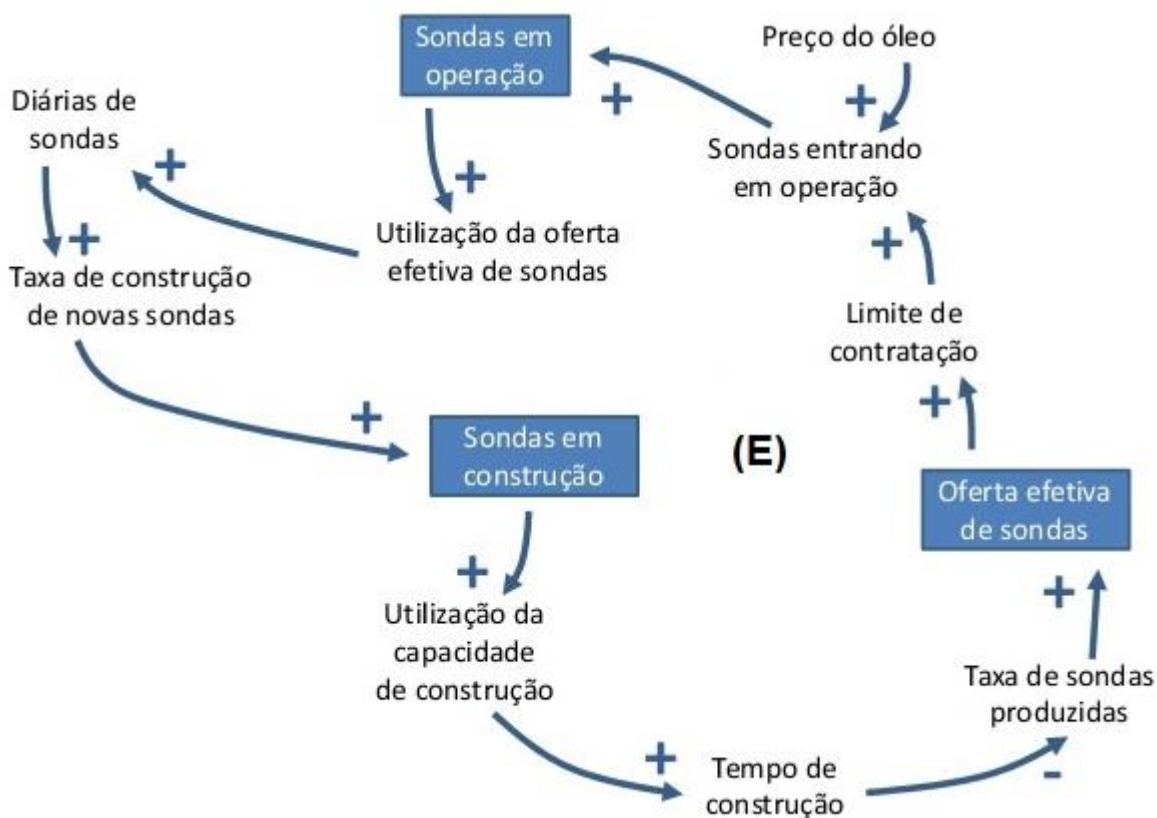 Sondas em
operação
Preço do óleo
+
Diárias de
sondas
+
Sondas entrando
em operação
+
+
+
+
Utilização da oferta
efetiva de sondas
+
Taxa de construção
de novas sondas
Limite de
contratação
+
+
Sondas em
construção
(E)
Oferta efetiva
de sondas
+
+
Utilização da
capacidade
de construção
Taxa de sondas
produzidas
+
-
Tempo de
construção